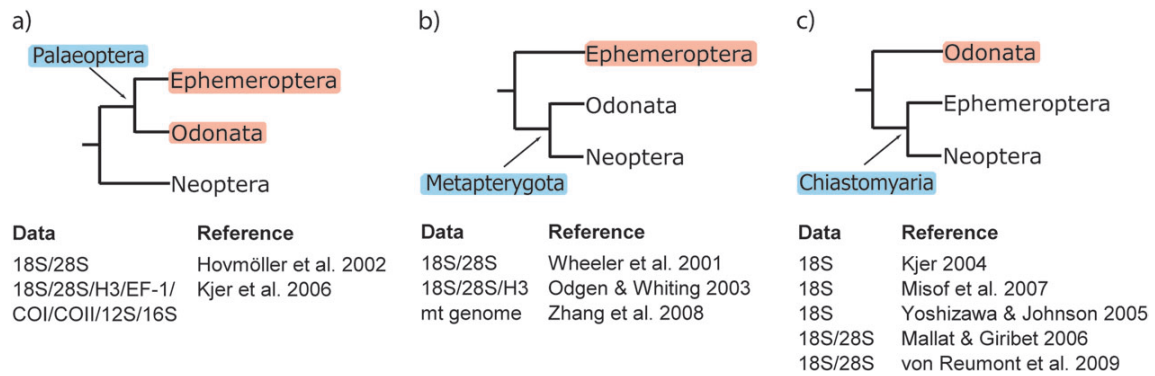 a)
Palaeoptera
Ephemeroptera
Odonata
Neoptera
Data Reference
18S/28S Hovmöller et al. 2002
18S/28S/H3/EF-1/ Kjer et al. 2006
COI/COII/12S/16S
b)
Ephemeroptera
Odonata
Neoptera
Metapterygota
Data Reference
18S/28S Wheeler et al. 2001
18S/28S/H3 Odgen & Whiting 2003
mt genome Zhang et al. 2008
c)
Odonata
Ephemeroptera
Neoptera
Chiastomyaria
Data Reference
18S Kjer 2004
18S Misof et al. 2007
18S Yoshizawa & Johnson 2005
18S/28S Mallat & Giribet 2006
18S/28S von Reumont et al. 2009